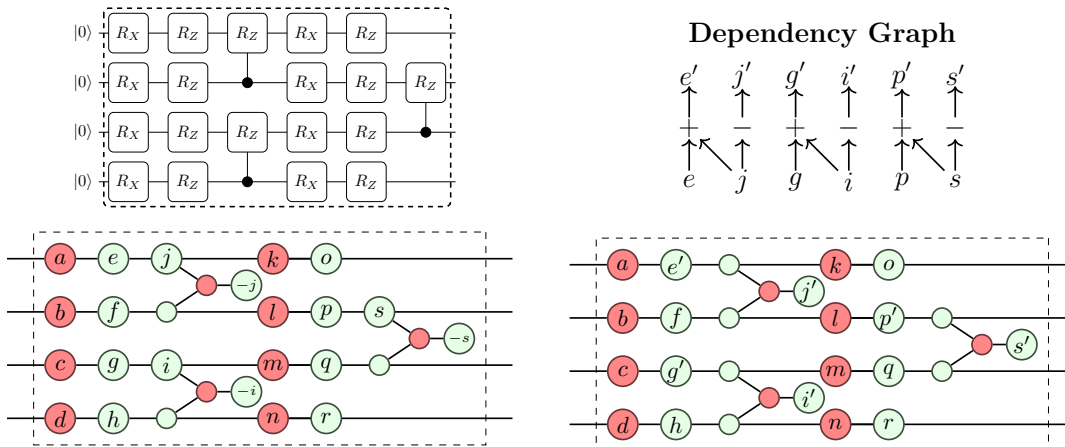 |0⟩ R_X R_Z R_Z R_X R_Z
|0⟩ R_X R_Z R_X R_Z R_Z
|0⟩ R_X R_Z R_Z R_X R_Z
|0⟩ R_X R_Z R_X R_Z
Dependency Graph
e′ j′ g′ i′ p′ s′
+ − + − + −
e j g i p s
a e j k o
−j
b f l p s
−s
c g i m q
−i
d h n r
a e′ k o
j′
b f l p′
s′
c g′ m q
i′
d h n r